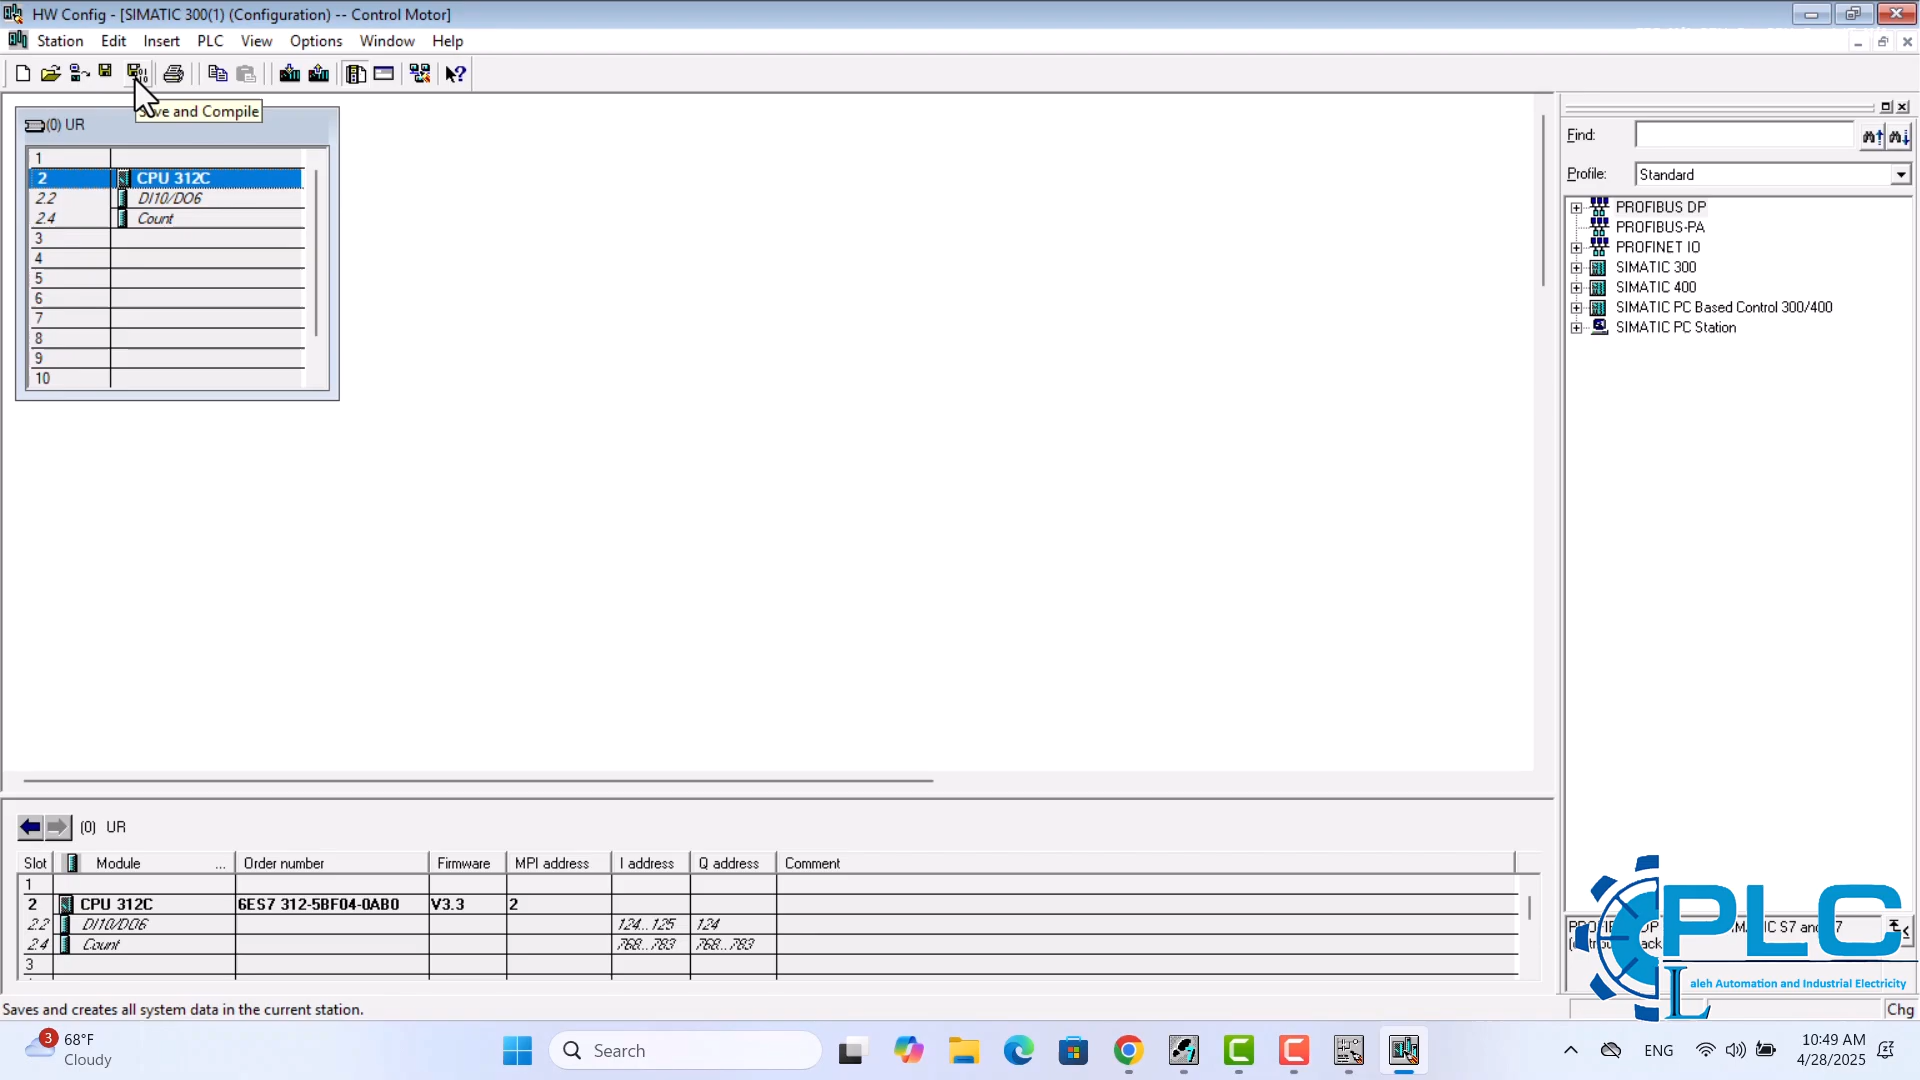 HW Config - [SIMATIC 300(1) (Configuration) -- Control Motor]
Station Edit Insert PLC View Options Window Help
Save and Compile
(0) UR
1
2 CPU 312C
2.2 DI10/DO6
2.4 Count
3
4
5
6
7
8
9
10
Find:
Profile: Standard
PROFIBUS DP
PROFIBUS-PA
PROFINET IO
SIMATIC 300
SIMATIC 400
SIMATIC PC Based Control 300/400
SIMATIC PC Station
(0) UR
Slot Module ... Order number Firmware MPI address I address Q address Comment
1
2 CPU 312C 6ES7 312-5BF04-0AB0 V3.3 2
2.2 DI10/DO6 124...125 124
2.4 Count 768...783 768...783
3
PLC
L aleh Automation and Industrial Electricity
Saves and creates all system data in the current station.
Chg
3
68°F
Cloudy
Search
ENG
10:49 AM
4/28/2025